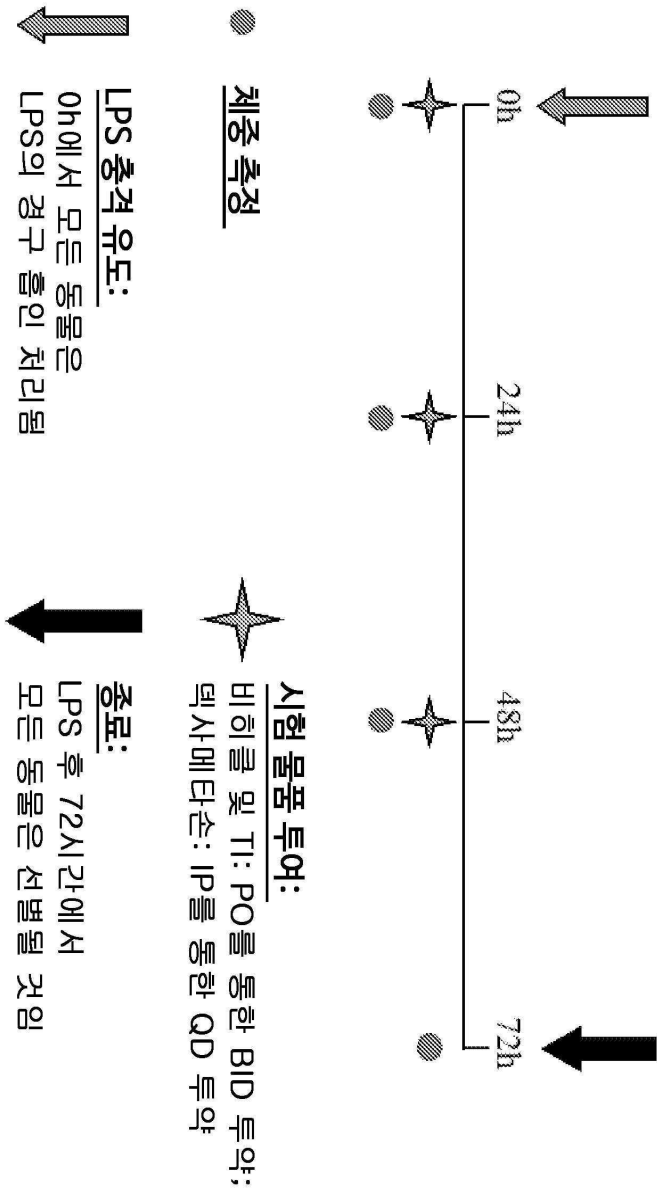 0h
24h
48h
72h
체중 측정
시험 물품 투여:
비히클 및 TI: PO를 통한 BID 투약;
덱사메타손: IP를 통한 QD 투약
LPS 충격 유도:
0h에서 모든 동물은
LPS의 경구 흡인 처리됨
종료:
LPS 후 72시간에서
모든 동물은 선별될 것임